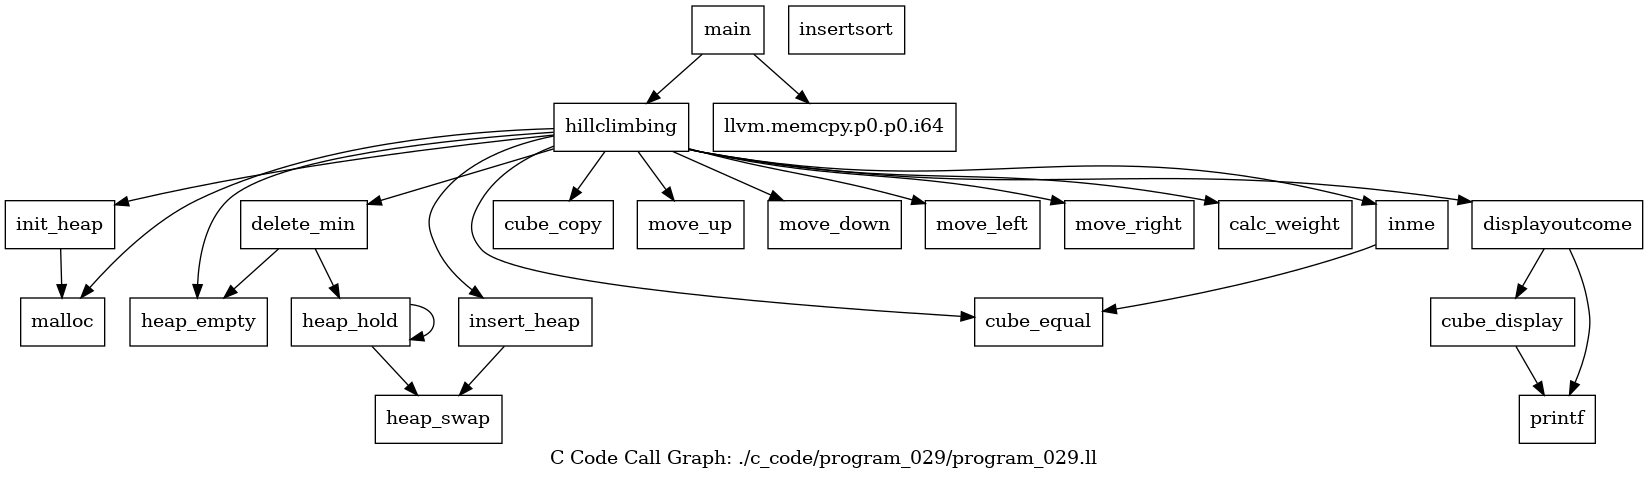 main
insertsort
hillclimbing
llvm.memcpy.p0.p0.i64
init_heap
delete_min
cube_copy
move_up
move_down
move_left
move_right
calc_weight
inme
displayoutcome
malloc
heap_empty
heap_hold
insert_heap
cube_equal
cube_display
heap_swap
printf
C Code Call Graph: ./c_code/program_029/program_029.ll